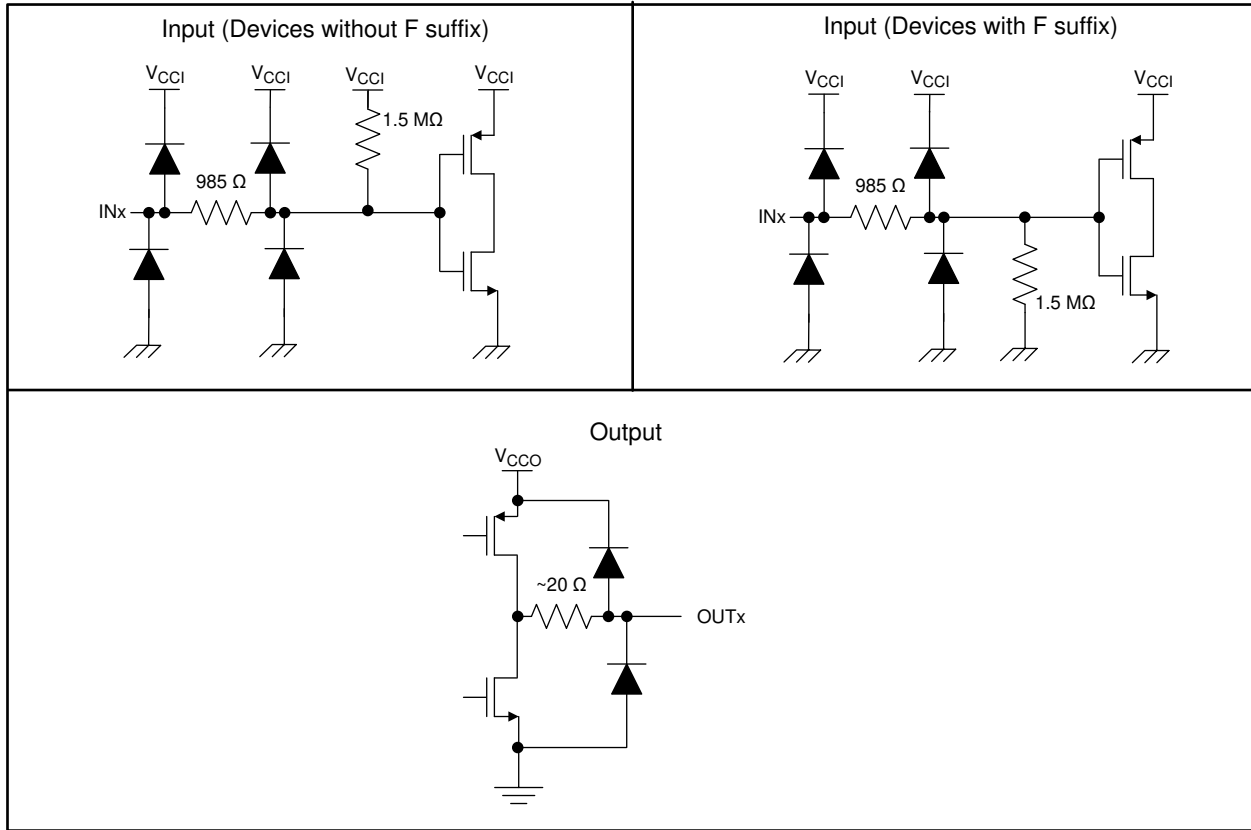 Input (Devices without F suffix)
VCCI VCCI VCCI VCCI
1.5 MΩ
985 Ω
INx
Input (Devices with F suffix)
VCCI VCCI VCCI
985 Ω
INx
1.5 MΩ
Output
VCCO
~20 Ω
OUTx